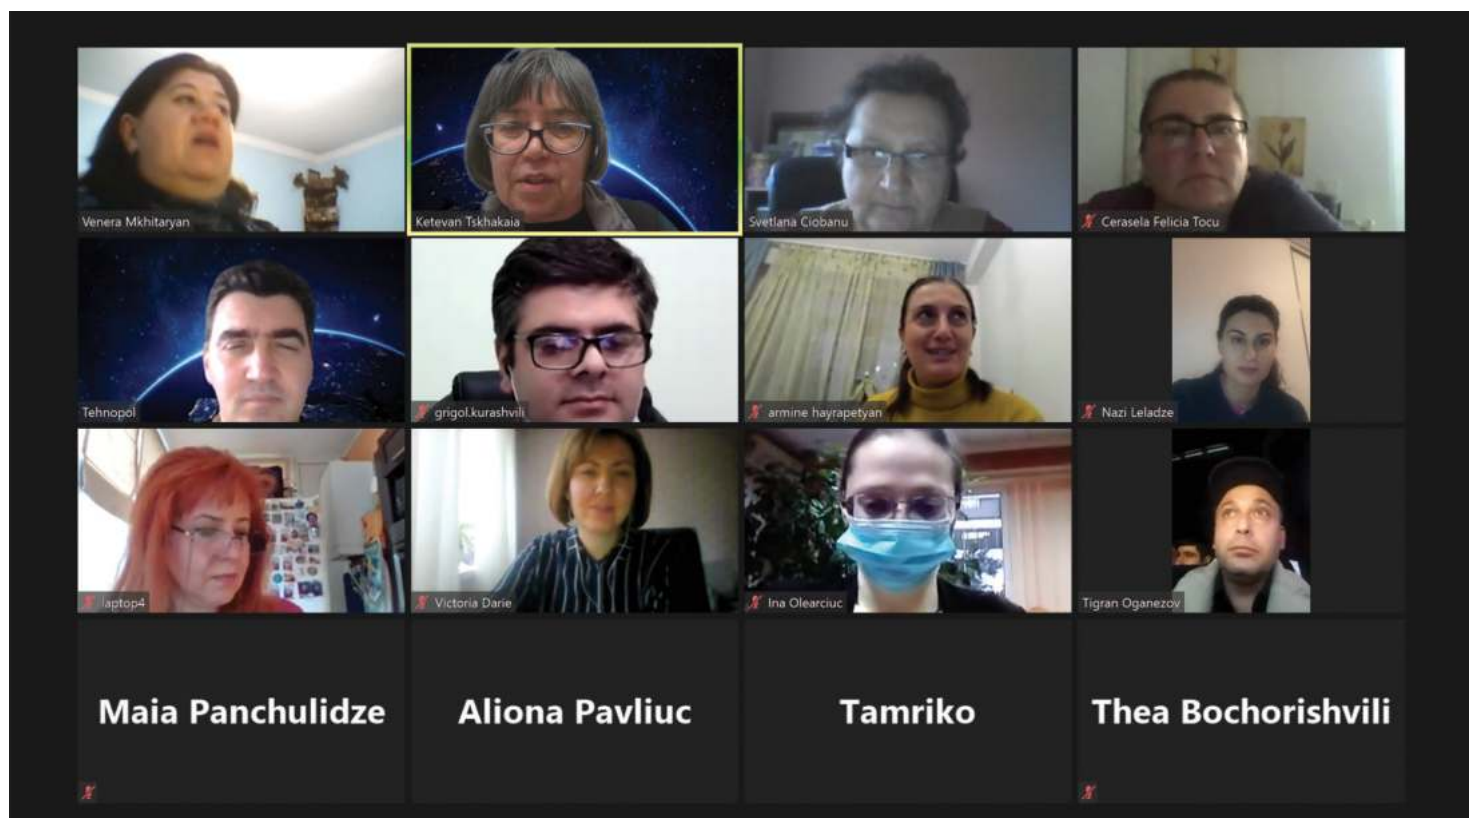 Venera Mkhitaryan
Ketevan Tskhakaia
Svetlana Ciobanu
Cerasela Felicia Tocu
Tehnopol
grigol.kurashvili
armine hayrapetyan
Nazi Leladze
laptop4
Victoria Darie
Ina Olearciuc
Tigran Oganezov
Maia Panchulidze
Aliona Pavliuc
Tamriko
Thea Bochorishvili